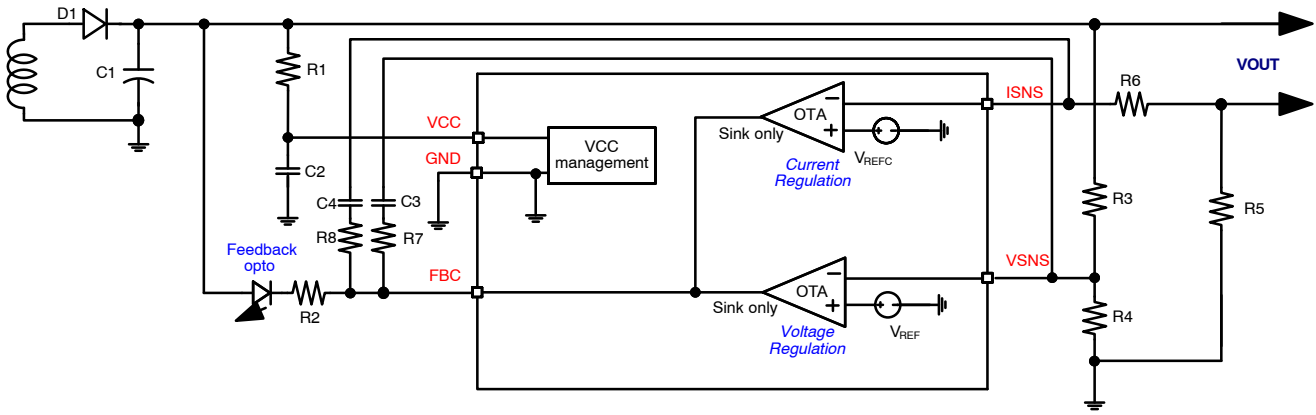 D1
C1
R1
VOUT
R6
ISNS
OTA
Sink only
VCC
VCC
management
VREFC
GND
Current
Regulation
C2
C4
C3
R3
R5
R8
R7
Feedback
opto
FBC
VSNS
OTA
Sink only
R2
R4
VREF
Voltage
Regulation